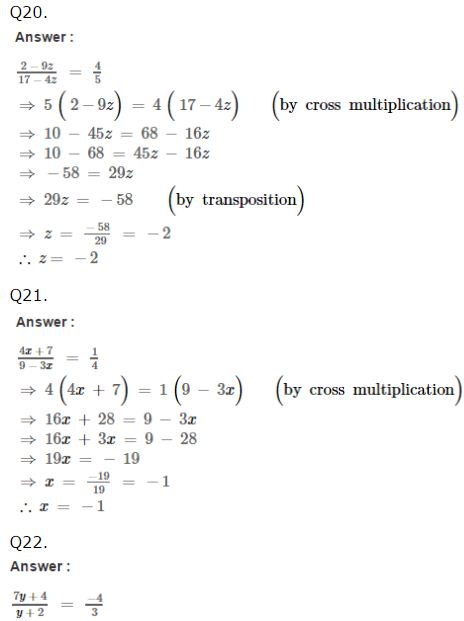 Q20.
Answer :
(2 − 9z)/(17 − 4z) = 4/5
⇒ 5 ( 2 − 9z ) = 4 ( 17 − 4z ) (by cross multiplication)
⇒ 10 − 45z = 68 − 16z
⇒ 10 − 68 = 45z − 16z
⇒ −58 = 29z
⇒ 29z = −58 (by transposition)
⇒ z = −58/29 = −2
∴ z = −2
Q21.
Answer :
(4x + 7)/(9 − 3x) = 1/4
⇒ 4 (4x + 7) = 1 (9 − 3x) (by cross multiplication)
⇒ 16x + 28 = 9 − 3x
⇒ 16x + 3x = 9 − 28
⇒ 19x = − 19
⇒ x = −19/19 = −1
∴ x = −1
Q22.
Answer :
(7y + 4)/(y + 2) = −4/3